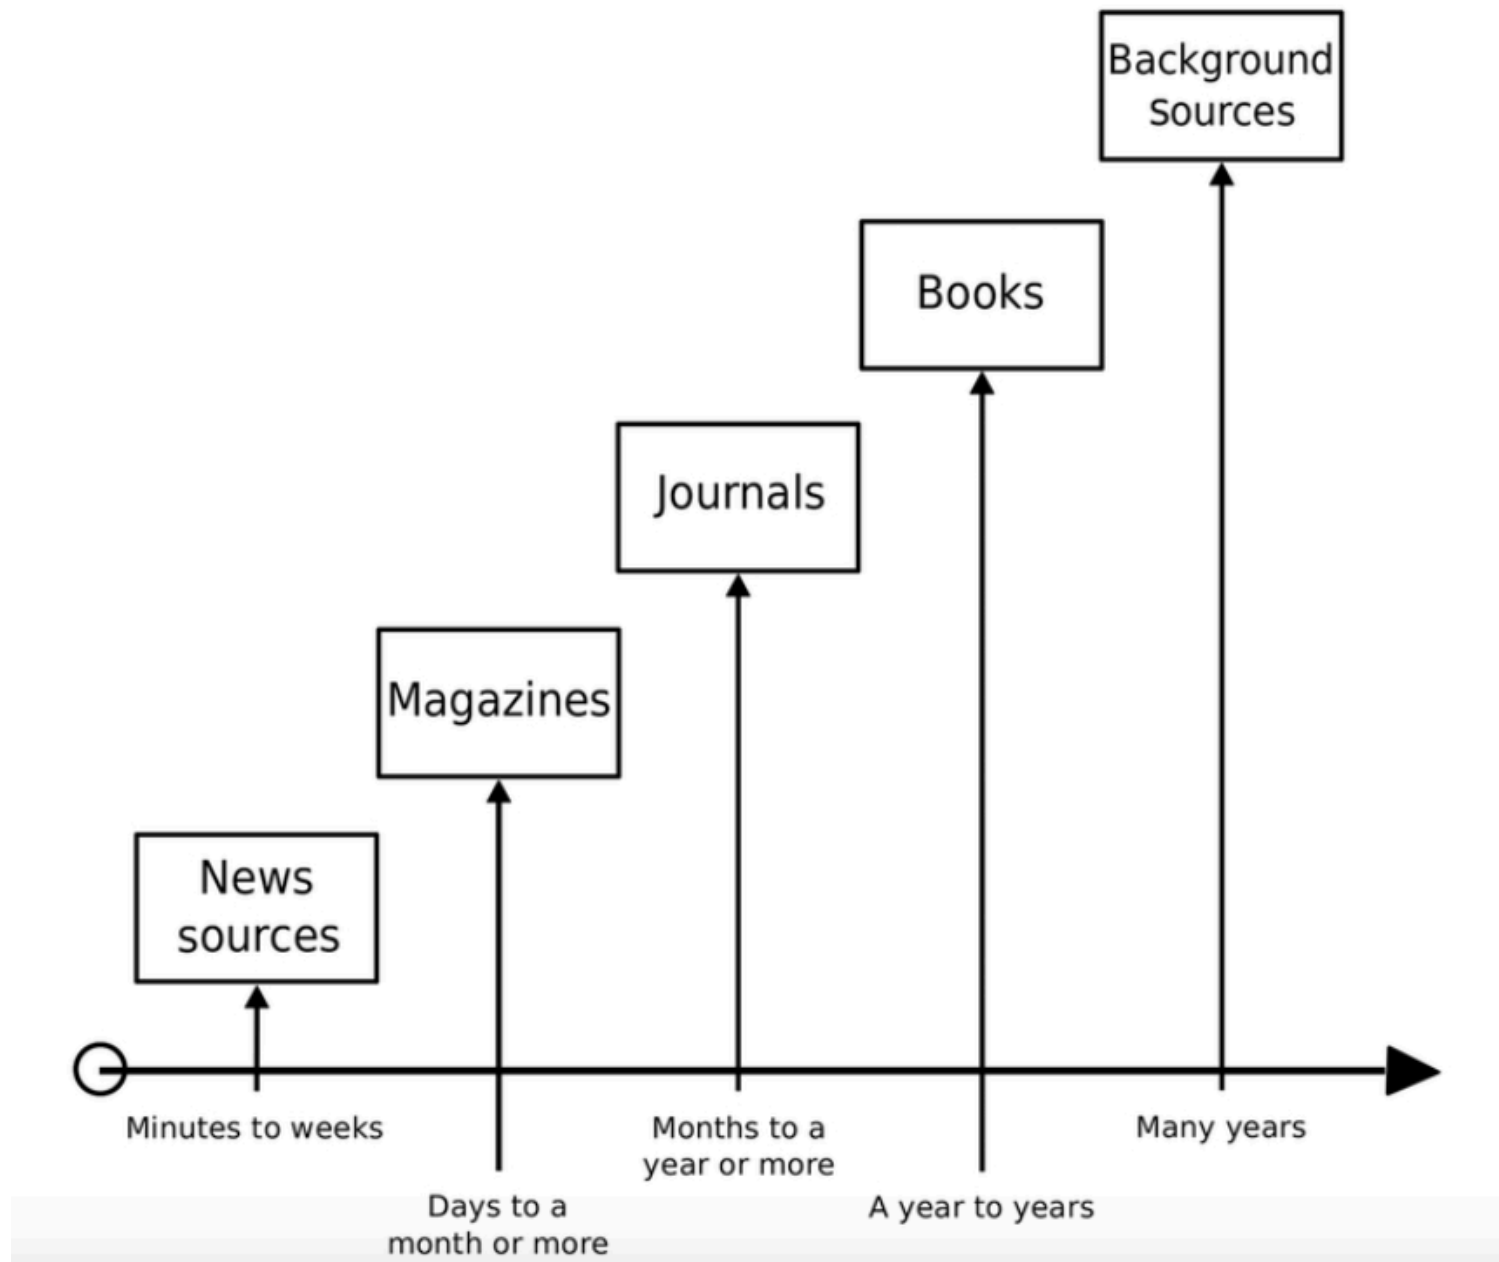 Background
Sources
Books
Journals
Magazines
News
sources
Minutes to weeks
Days to a
month or more
Months to a
year or more
A year to years
Many years